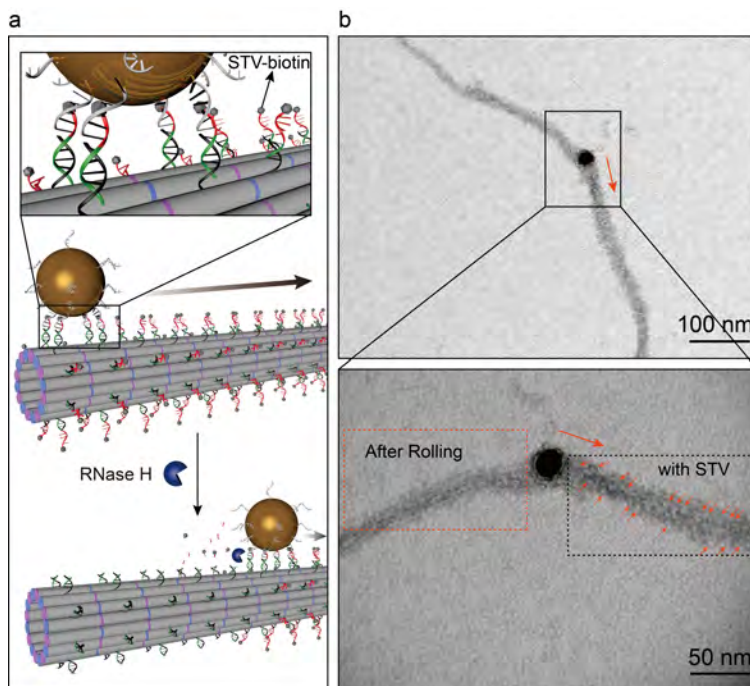 a
b
STV-biotin
RNase H
100 nm
After Rolling
with STV
50 nm